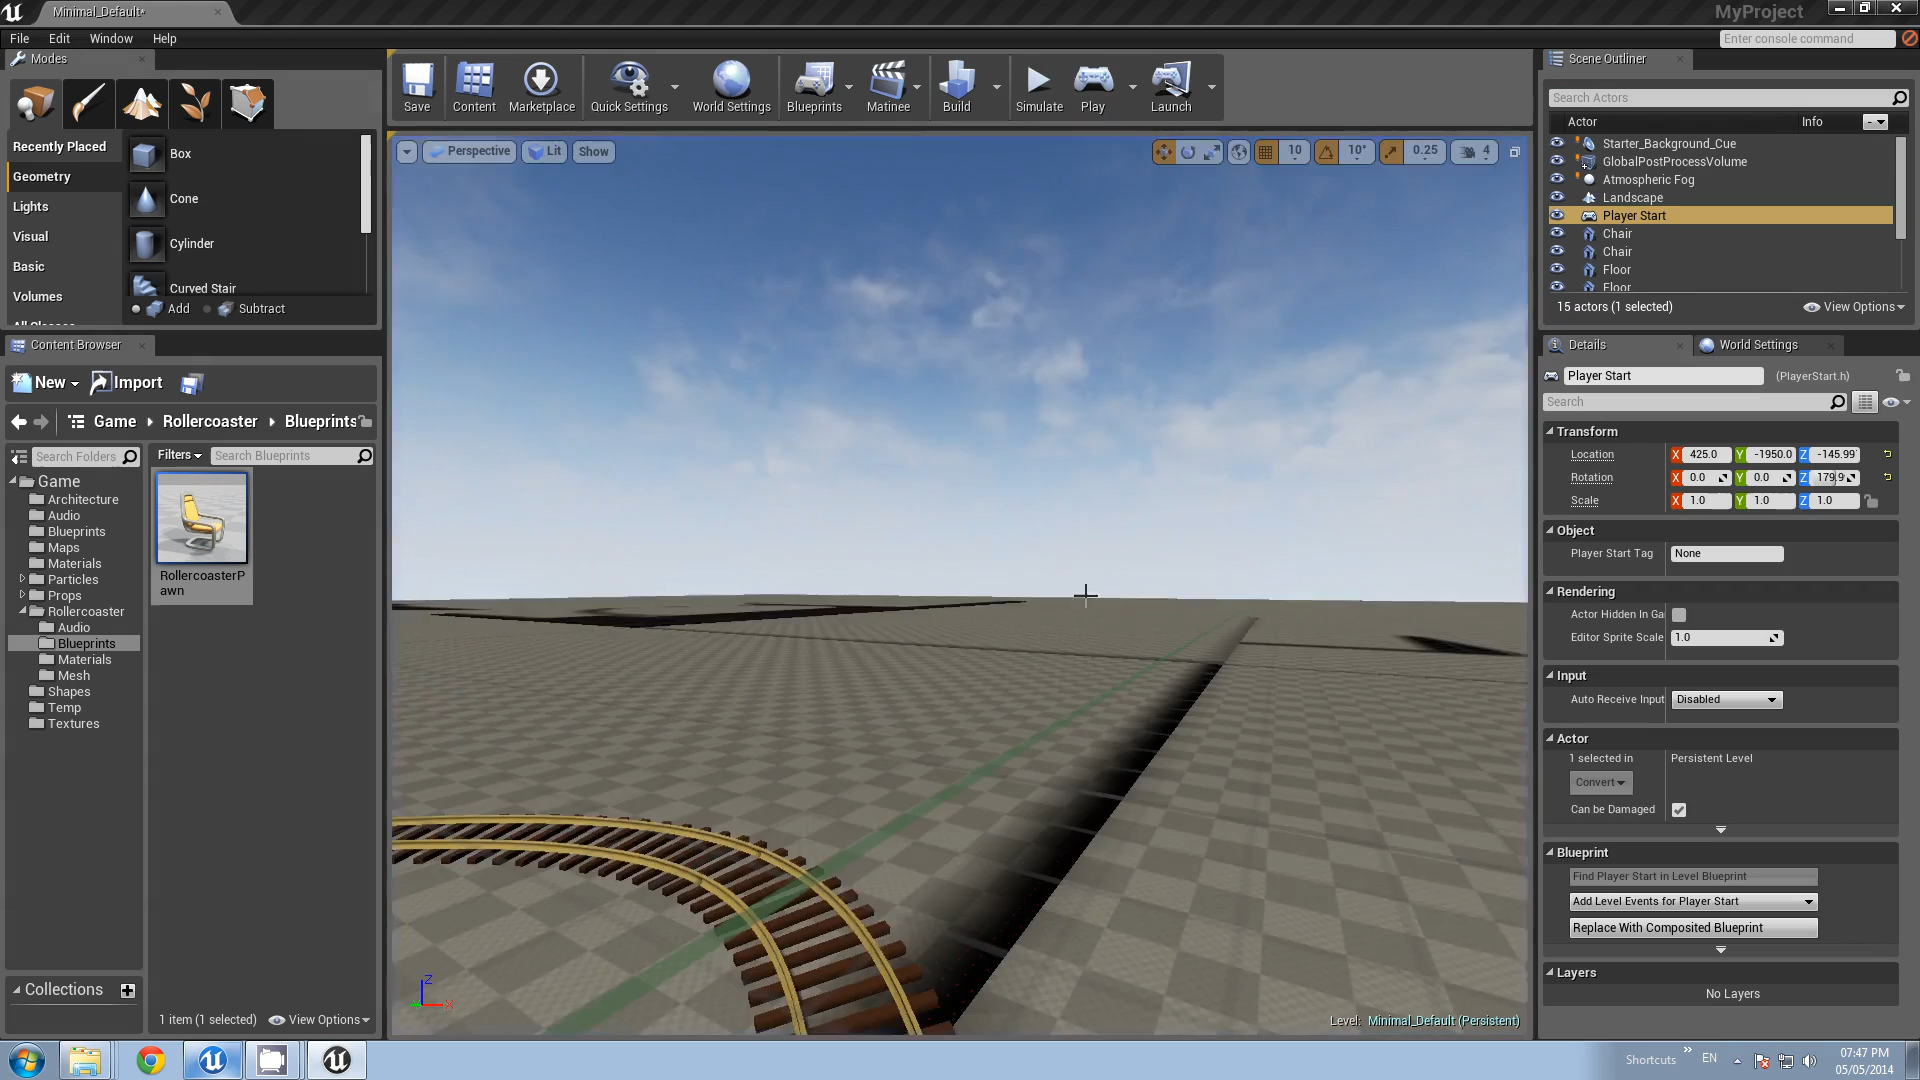 Minimal_Default*
MyProject
File Edit Window Help
Enter console command
Modes
Save
Content
Marketplace
Quick Settings
World Settings
Blueprints
Matinee
Build
Simulate
Play
Launch
Scene Outliner
Search Actors
Actor Info
Starter_Background_Cue
GlobalPostProcessVolume
Atmospheric Fog
Landscape
Player Start
Chair
Chair
Floor
Floor
15 actors (1 selected)
View Options
Recently Placed
Geometry
Lights
Visual
Basic
Volumes
All Classes
Box
Cone
Cylinder
Curved Stair
Add Subtract
Perspective Lit Show
10 10° 0.25 4
Content Browser
New Import
Game Rollercoaster Blueprints
Search Folders
Filters Search Blueprints
Game
Architecture
Audio
Blueprints
Maps
Materials
Particles
Props
Rollercoaster
Audio
Blueprints
Materials
Mesh
Shapes
Temp
Textures
RollercoasterP
awn
Collections
1 item (1 selected)
View Options
Details World Settings
Player Start (PlayerStart.h)
Search
Transform
Location X 425.0 Y -1950.0 Z -145.99
Rotation X 0.0 Y 0.0 Z 179.9
Scale X 1.0 Y 1.0 Z 1.0
Object
Player Start Tag None
Rendering
Actor Hidden In Ga
Editor Sprite Scale 1.0
Input
Auto Receive Input Disabled
Actor
1 selected in Persistent Level
Convert
Can be Damaged
Blueprint
Find Player Start in Level Blueprint
Add Level Events for Player Start
Replace With Composited Blueprint
Layers
No Layers
Z
X
Level: Minimal_Default (Persistent)
Shortcuts » EN
07:47 PM
05/05/2014